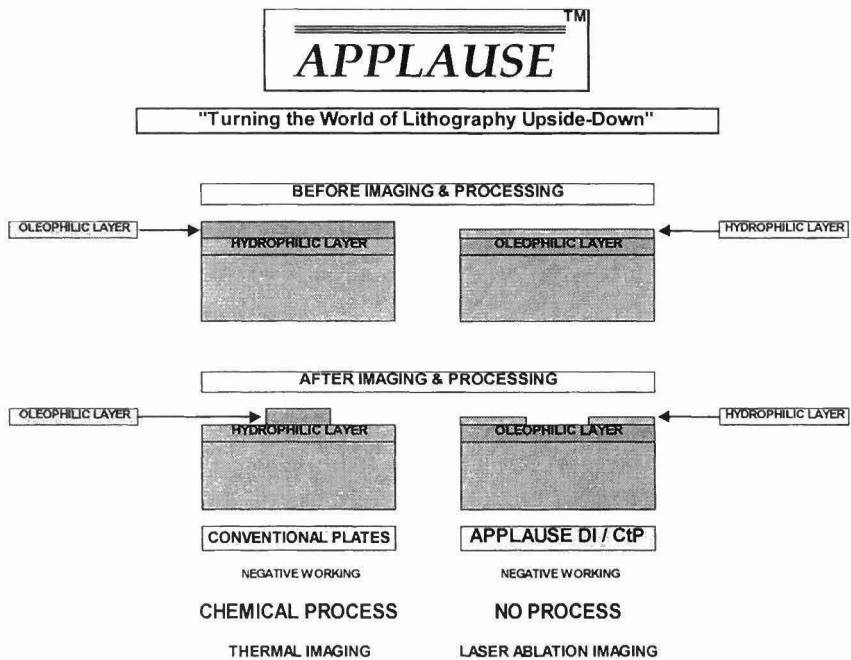 APPLAUSE™
"Turning the World of Lithography Upside-Down"
BEFORE IMAGING & PROCESSING
OLEOPHILIC LAYER
HYDROPHILIC LAYER
OLEOPHILIC LAYER
HYDROPHILIC LAYER
AFTER IMAGING & PROCESSING
OLEOPHILIC LAYER
HYDROPHILIC LAYER
OLEOPHILIC LAYER
HYDROPHILIC LAYER
CONVENTIONAL PLATES
APPLAUSE DI / CtP
NEGATIVE WORKING
NEGATIVE WORKING
CHEMICAL PROCESS
NO PROCESS
THERMAL IMAGING
LASER ABLATION IMAGING